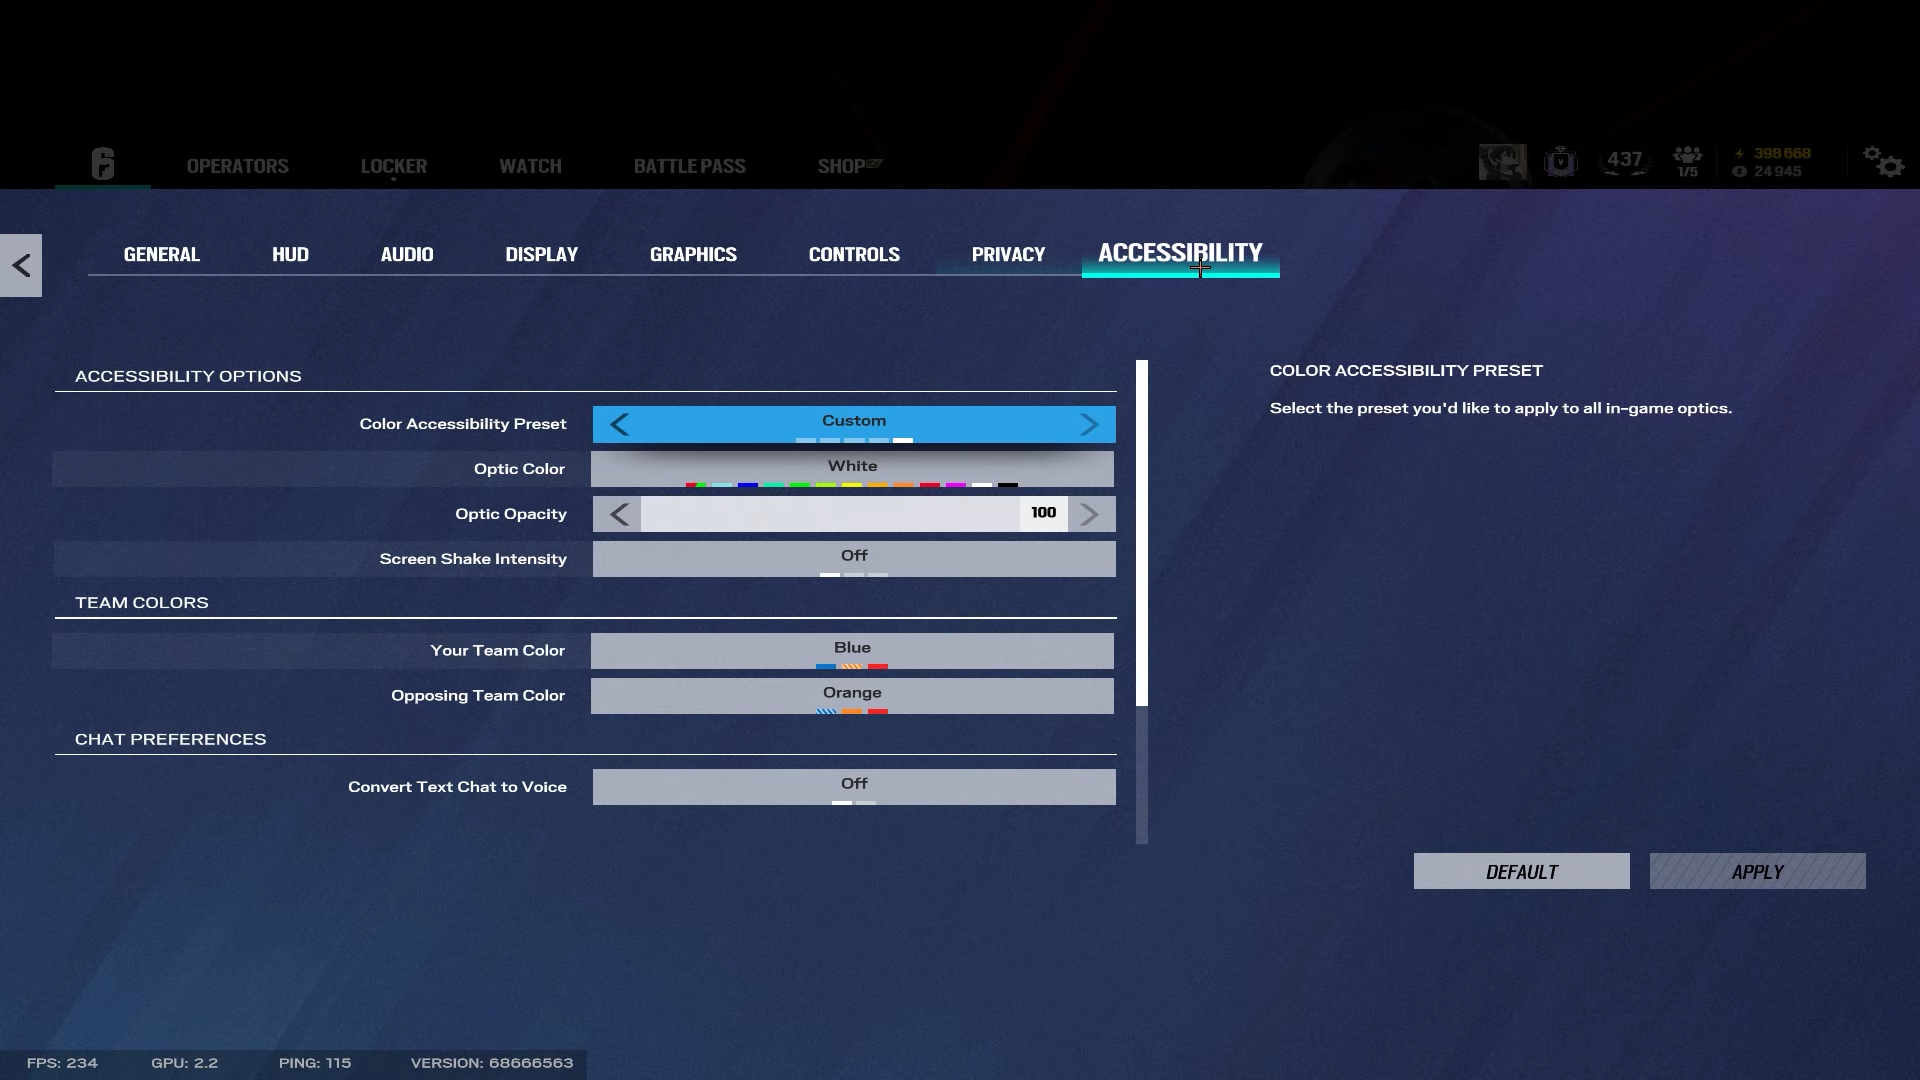 6
OPERATORS LOCKER WATCH BATTLE PASS SHOP 437 1/5 398 668
24 945
GENERAL HUD AUDIO DISPLAY GRAPHICS CONTROLS PRIVACY ACCESSIBILITY
ACCESSIBILITY OPTIONS
Color Accessibility Preset Custom
Optic Color White
Optic Opacity 100
Screen Shake Intensity Off
TEAM COLORS
Your Team Color Blue
Opposing Team Color Orange
CHAT PREFERENCES
Convert Text Chat to Voice Off
COLOR ACCESSIBILITY PRESET
Select the preset you'd like to apply to all in-game optics.
DEFAULT APPLY
FPS: 234 GPU: 2.2 PING: 115 VERSION: 68666563